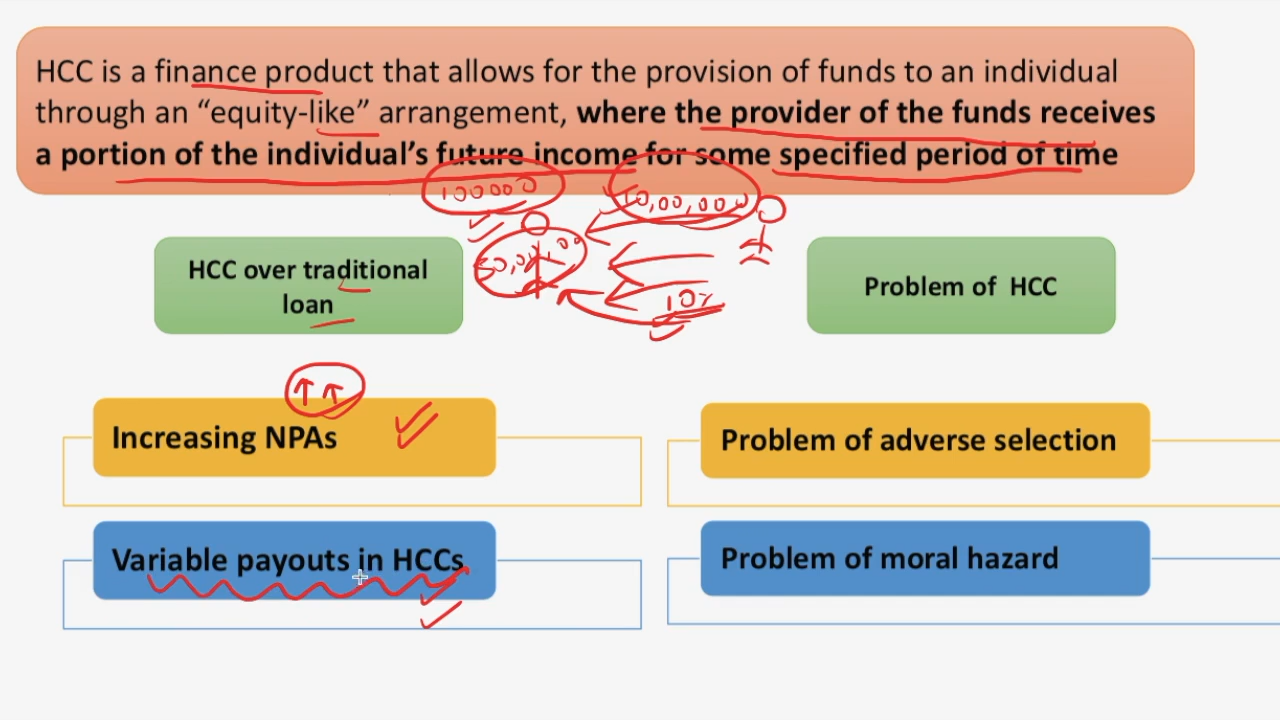 HCC is a finance product that allows for the provision of funds to an individual
through an “equity-like” arrangement, where the provider of the funds receives
a portion of the individual’s future income for some specified period of time
100000
10,00,000
10%
HCC over traditional
loan
Problem of HCC
Increasing NPAs
Problem of adverse selection
Variable payouts in HCCs
Problem of moral hazard